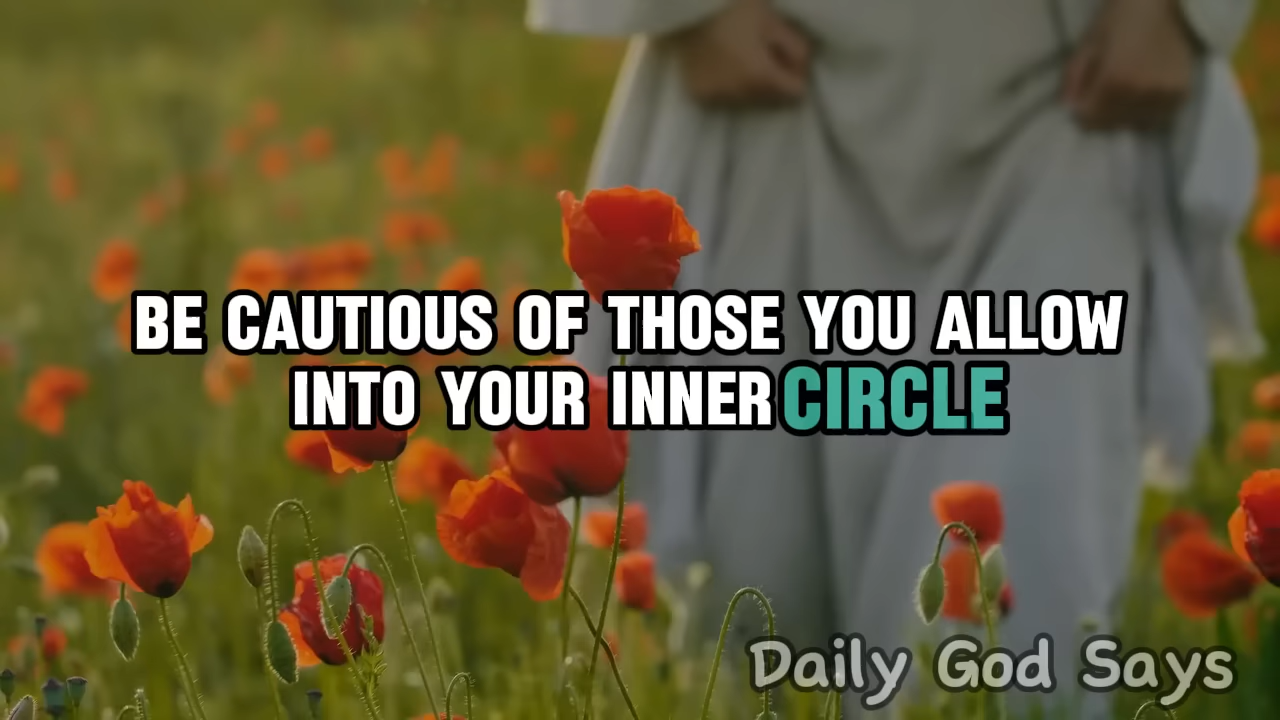 BE CAUTIOUS OF THOSE YOU ALLOW
INTO YOUR INNER CIRCLE
Daily God Says